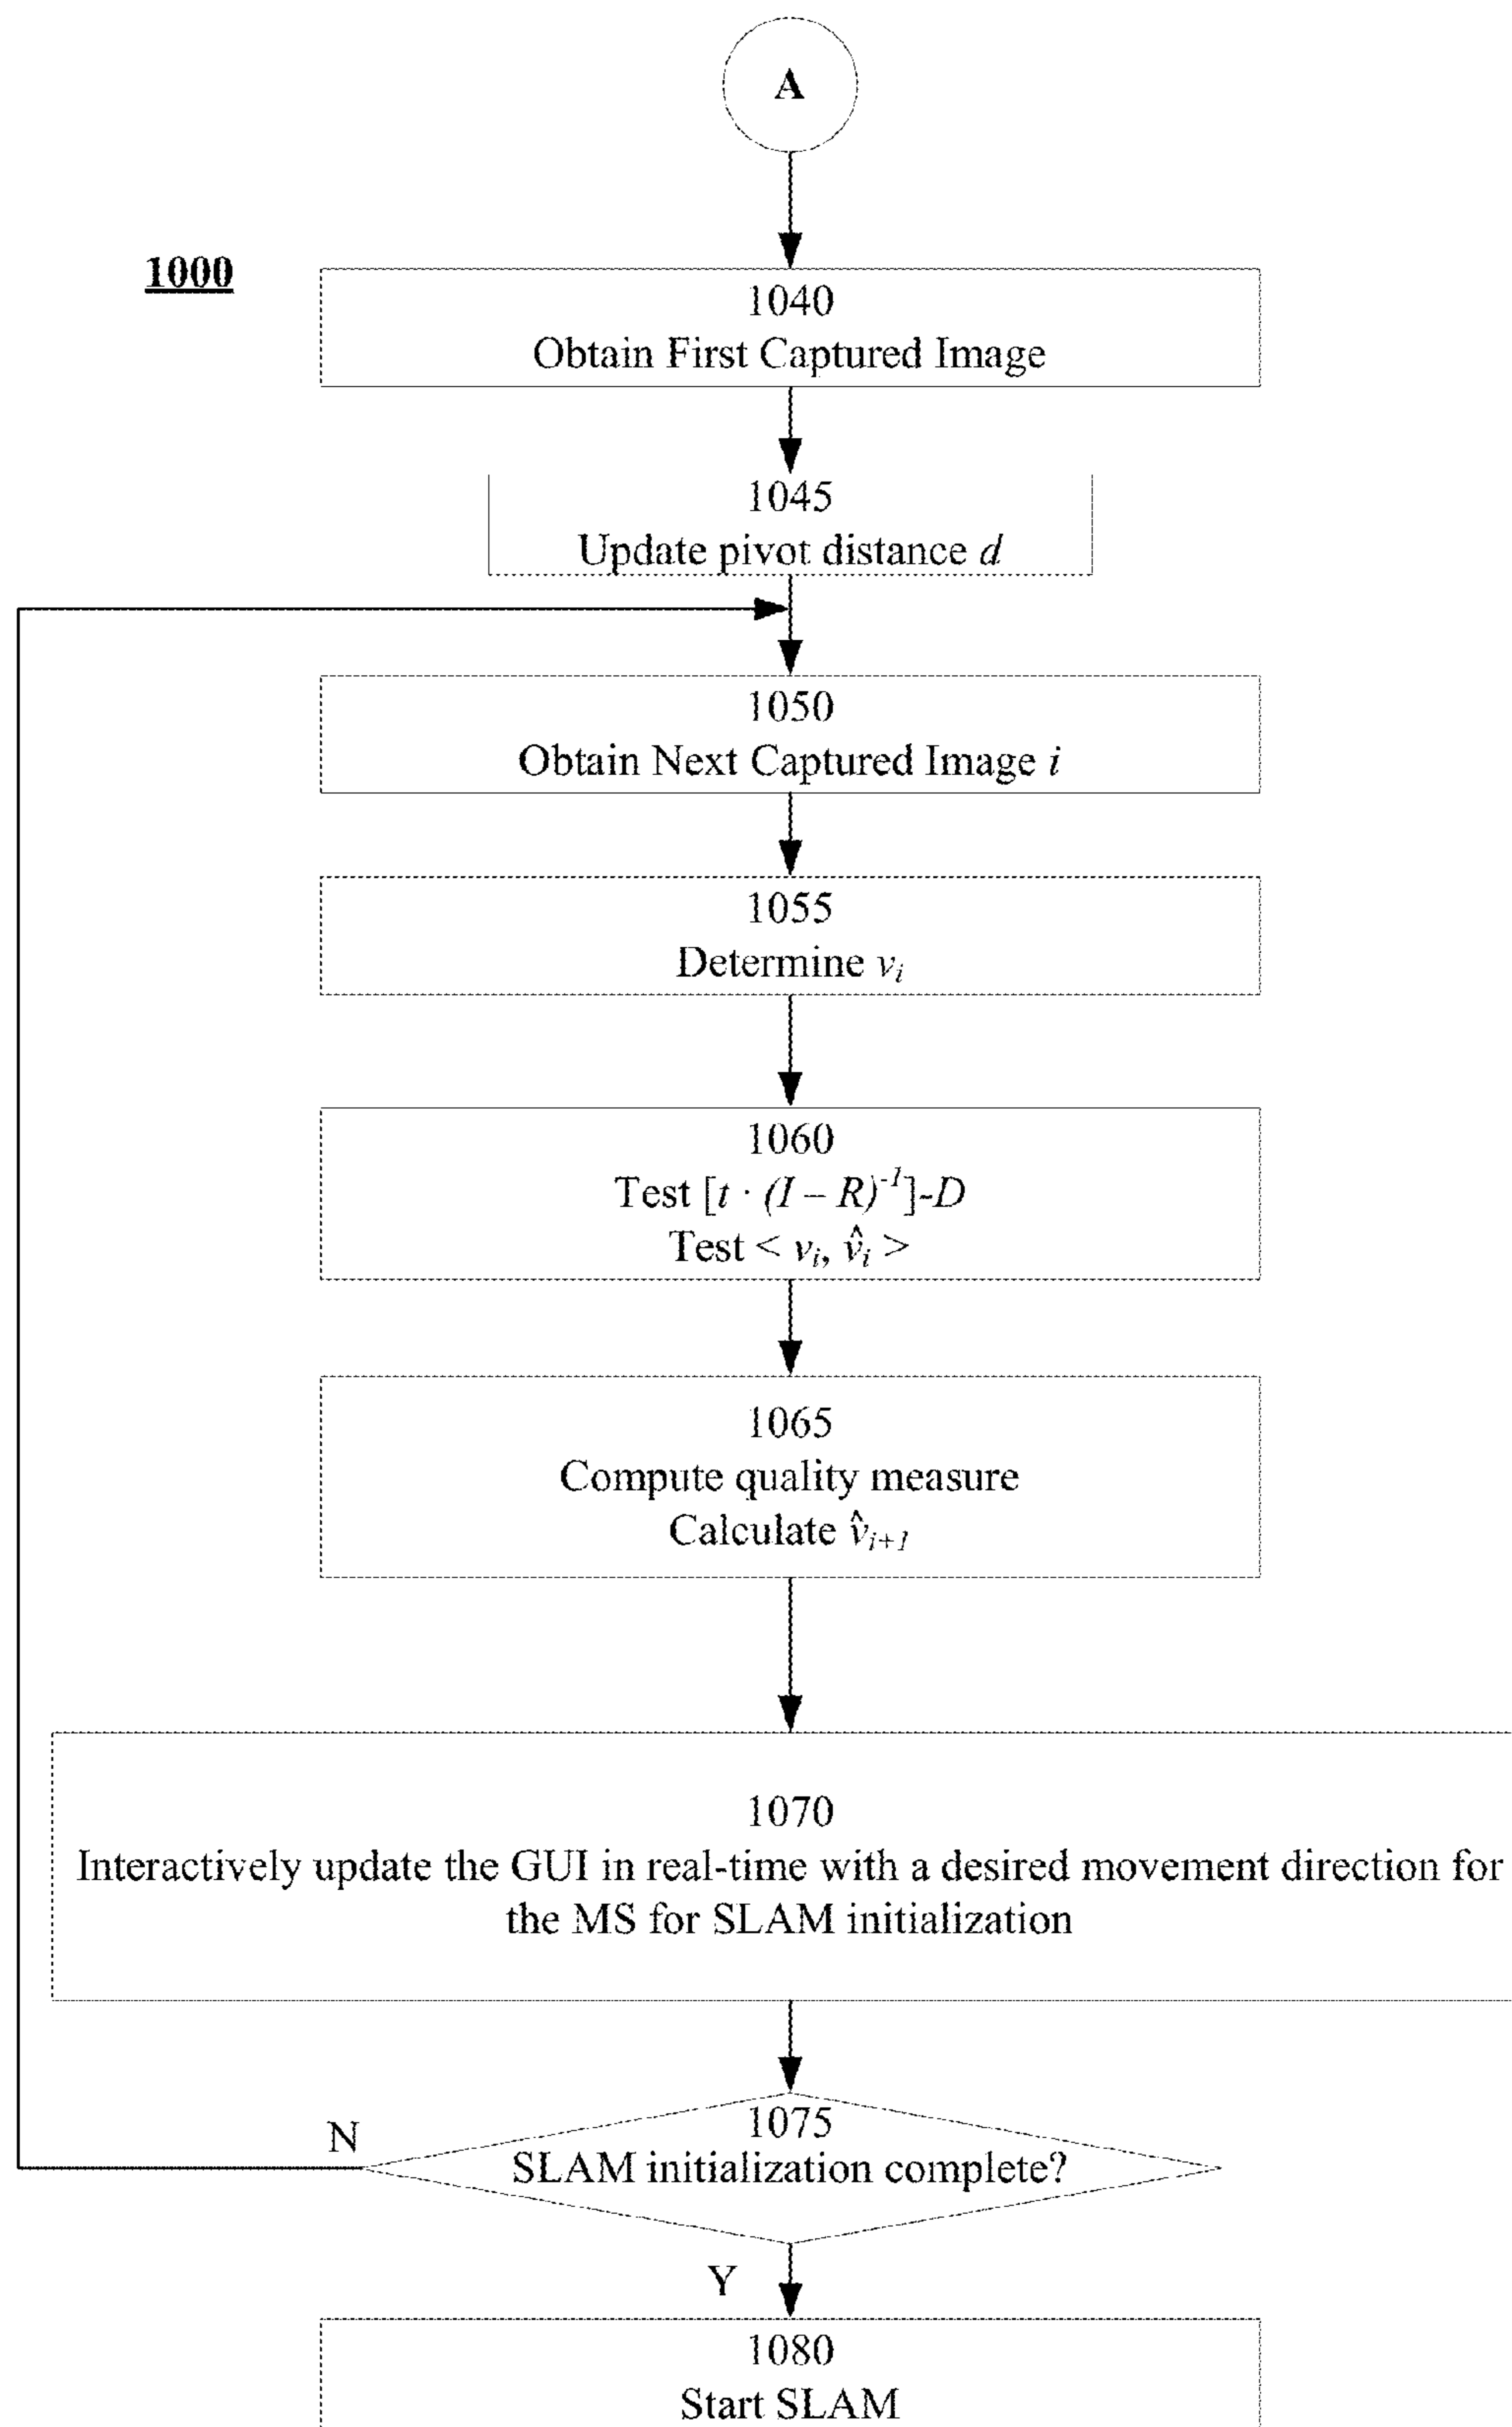 A
1000
1040
Obtain First Captured Image
1045
Update pivot distance d
1050
Obtain Next Captured Image i
1055
Determine vᵢ
1060
Test [t · (I – R)⁻¹]-D
Test < vᵢ, v̂ᵢ >
1065
Compute quality measure
Calculate v̂ᵢ₊₁
1070
Interactively update the GUI in real-time with a desired movement direction for
the MS for SLAM initialization
N
1075
SLAM initialization complete?
Y
1080
Start SLAM